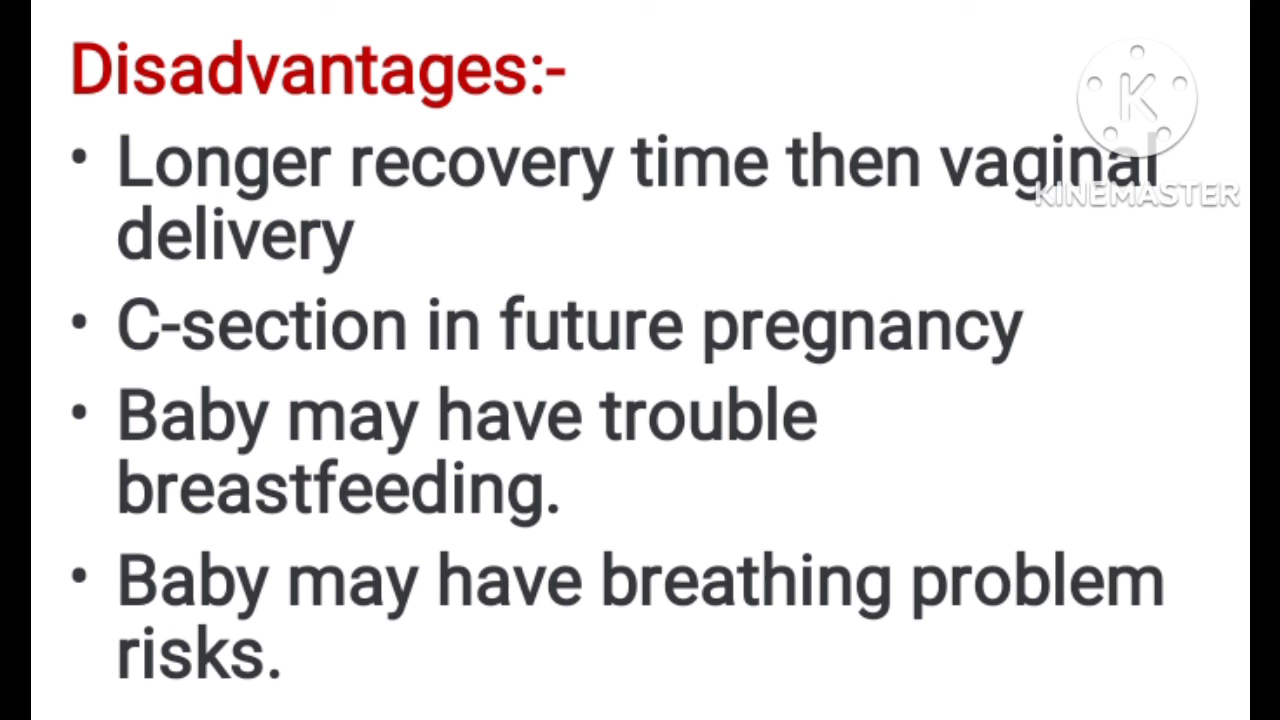 Disadvantages:-
• Longer recovery time then vaginal
KINEMASTER
delivery
• C-section in future pregnancy
• Baby may have trouble
breastfeeding.
• Baby may have breathing problem
risks.